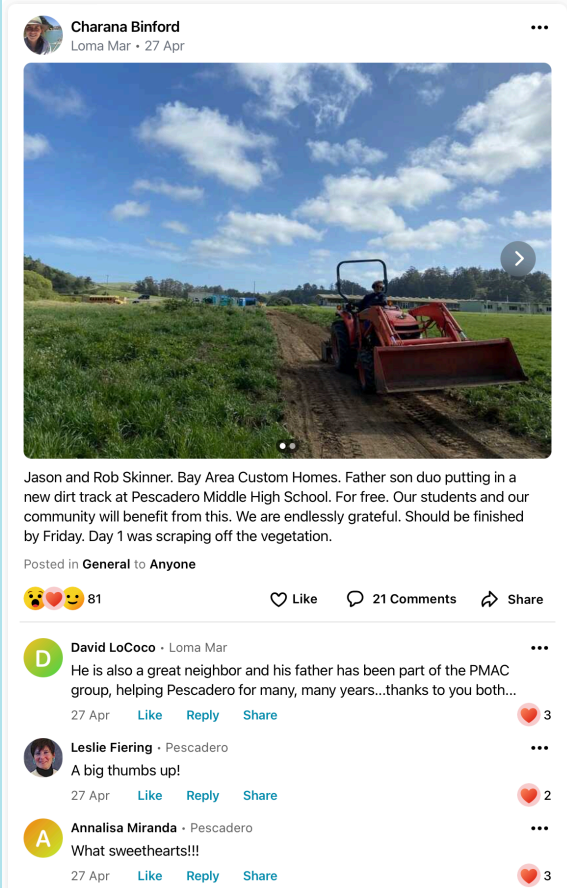 Charana Binford
Loma Mar • 27 Apr
Jason and Rob Skinner. Bay Area Custom Homes. Father son duo putting in a
new dirt track at Pescadero Middle High School. For free. Our students and our
community will benefit from this. We are endlessly grateful. Should be finished
by Friday. Day 1 was scraping off the vegetation.
Posted in General to Anyone
81 Like 21 Comments Share
D David LoCoco • Loma Mar
He is also a great neighbor and his father has been part of the PMAC
group, helping Pescadero for many, many years...thanks to you both...
27 Apr Like Reply Share 3
Leslie Fiering • Pescadero
A big thumbs up!
27 Apr Like Reply Share 2
A Annalisa Miranda • Pescadero
What sweethearts!!!
27 Apr Like Reply Share 3